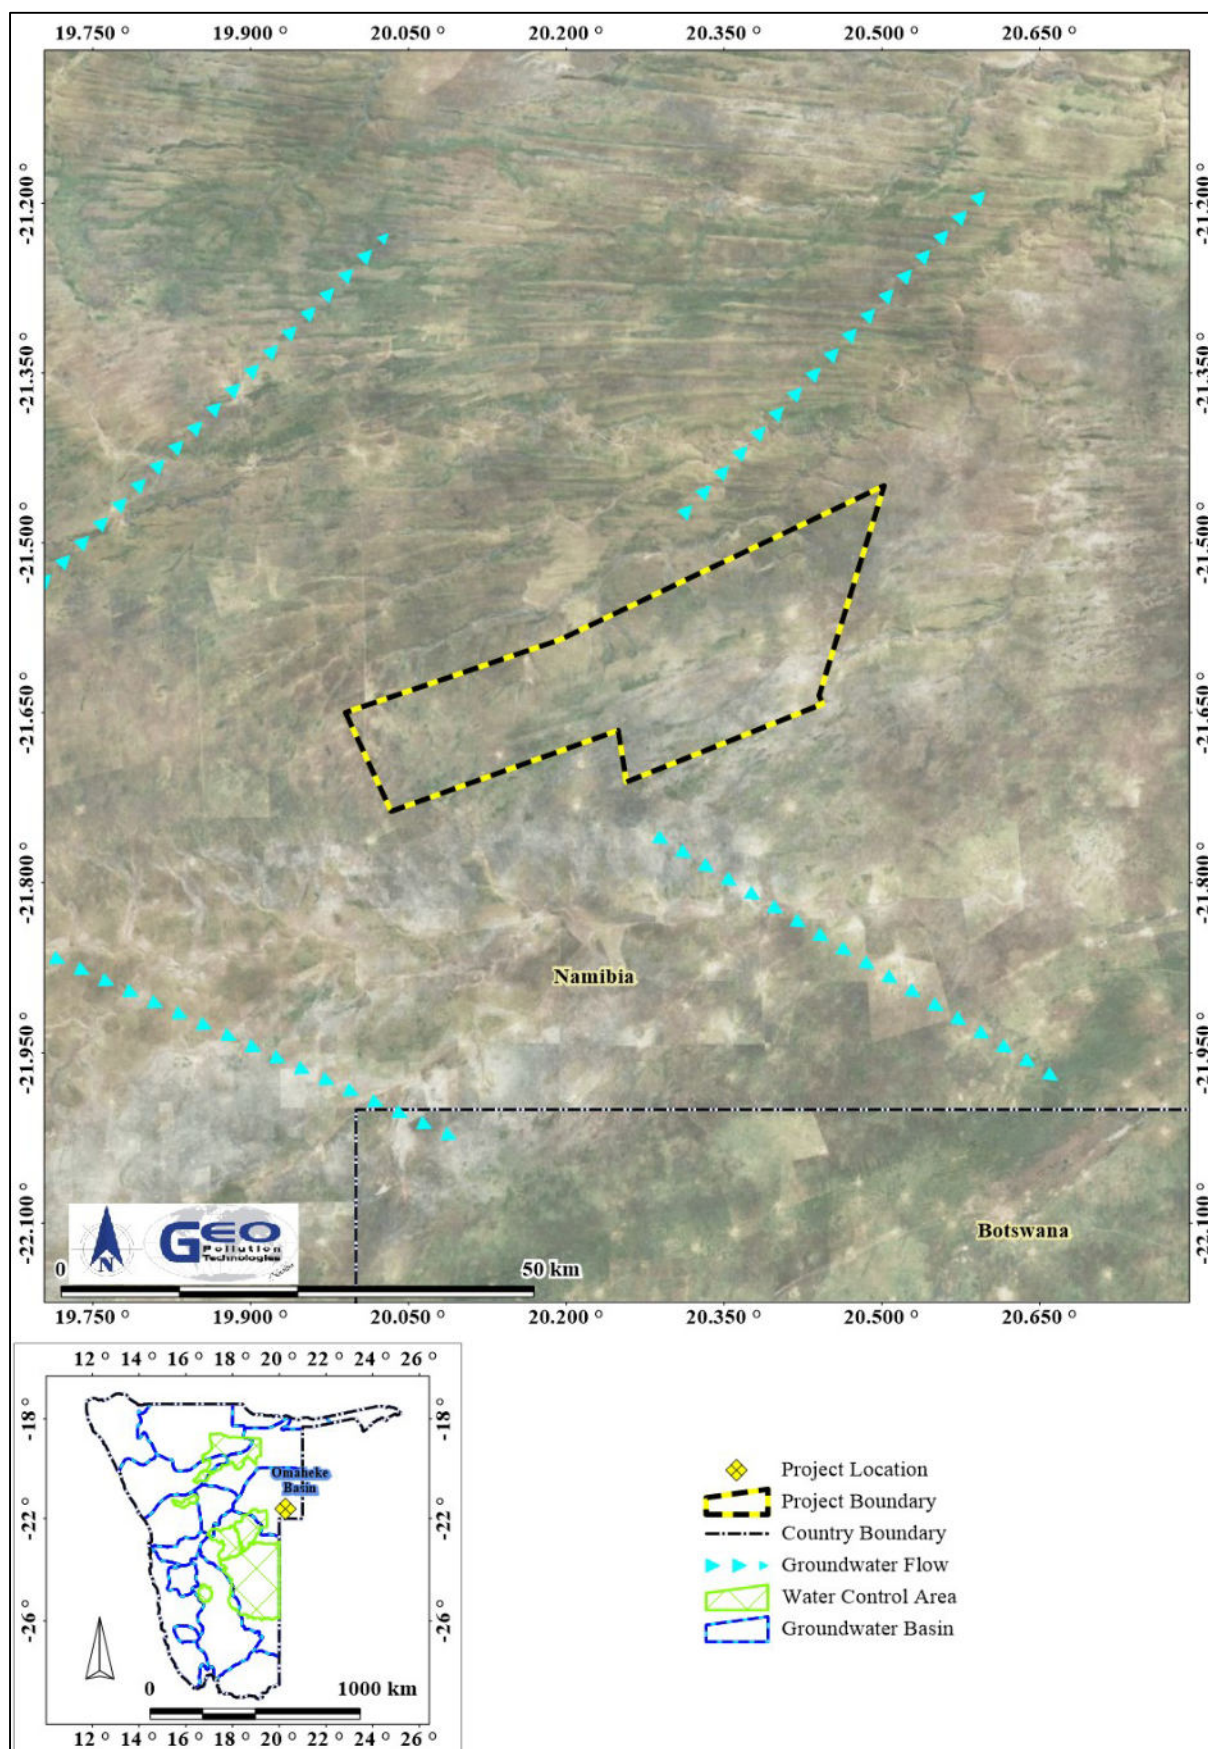 19.750 ° 19.900 ° 20.050 ° 20.200 ° 20.350 ° 20.500 ° 20.650 °
-21.200 ° -21.200 °
-21.350 ° -21.350 °
-21.500 ° -21.500 °
-21.650 ° -21.650 °
-21.800 ° -21.800 °
Namibia
-21.950 ° -21.950 °
-22.100 ° -22.100 °
Botswana
N
GEO
Pollution
Technologies
0 50 km
19.750 ° 19.900 ° 20.050 ° 20.200 ° 20.350 ° 20.500 ° 20.650 °
12 ° 14 ° 16 ° 18 ° 20 ° 22 ° 24 ° 26 °
-18 ° -18 °
Omaheke
Basin
-22 ° -22 °
-26 ° -26 °
0 1000 km
12 ° 14 ° 16 ° 18 ° 20 ° 22 ° 24 ° 26 °
Project Location
Project Boundary
Country Boundary
Groundwater Flow
Water Control Area
Groundwater Basin